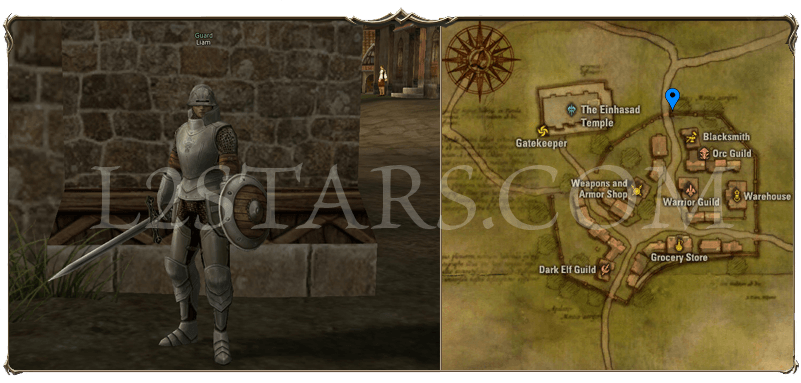 Guard
Liam
L2STARS.COM
The Einhasad
Temple
Gatekeeper
Blacksmith
Orc Guild
Weapons and
Armor Shop
Warrior Guild
Warehouse
Grocery Store
Dark Elf Guild